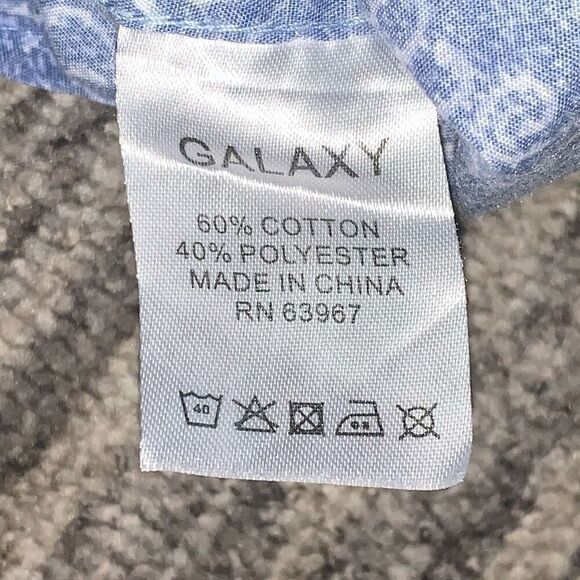 GALAXY
60% COTTON
40% POLYESTER
MADE IN CHINA
RN 63967
40